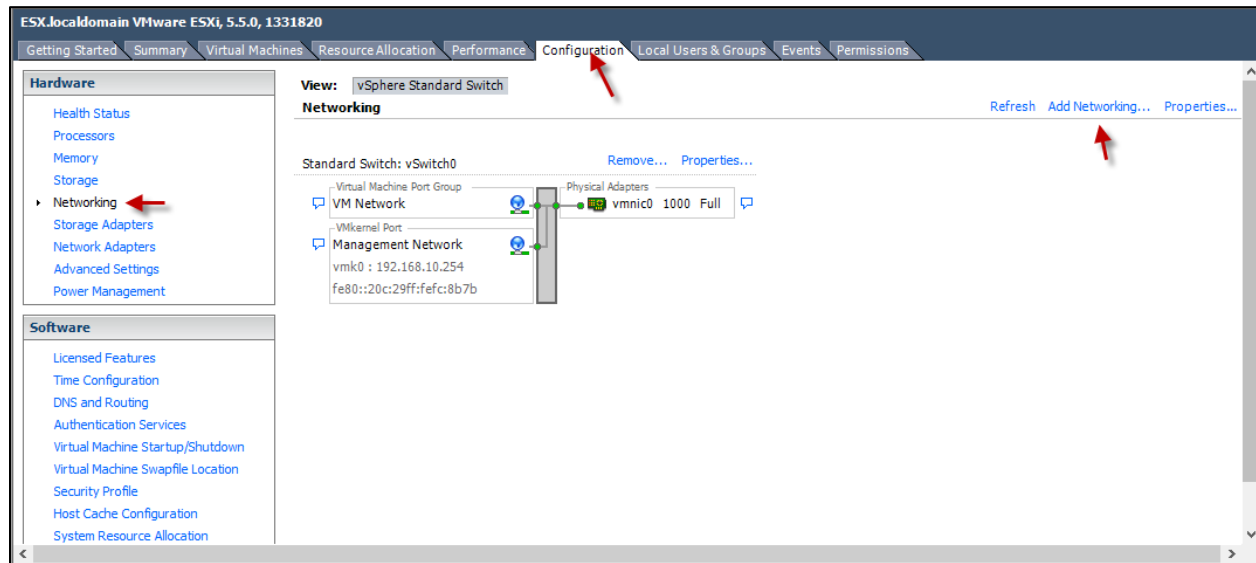 ESX.localdomain VMware ESXi, 5.5.0, 1331820
Getting Started Summary Virtual Machines Resource Allocation Performance Configuration Local Users & Groups Events Permissions
Hardware
Health Status
Processors
Memory
Storage
Networking
Storage Adapters
Network Adapters
Advanced Settings
Power Management
Software
Licensed Features
Time Configuration
DNS and Routing
Authentication Services
Virtual Machine Startup/Shutdown
Virtual Machine Swapfile Location
Security Profile
Host Cache Configuration
System Resource Allocation
View: vSphere Standard Switch
Networking
Refresh Add Networking... Properties...
Standard Switch: vSwitch0 Remove... Properties...
Virtual Machine Port Group
VM Network
Physical Adapters
vmnic0 1000 Full
VMkernel Port
Management Network
vmk0 : 192.168.10.254
fe80::20c:29ff:fefc:8b7b